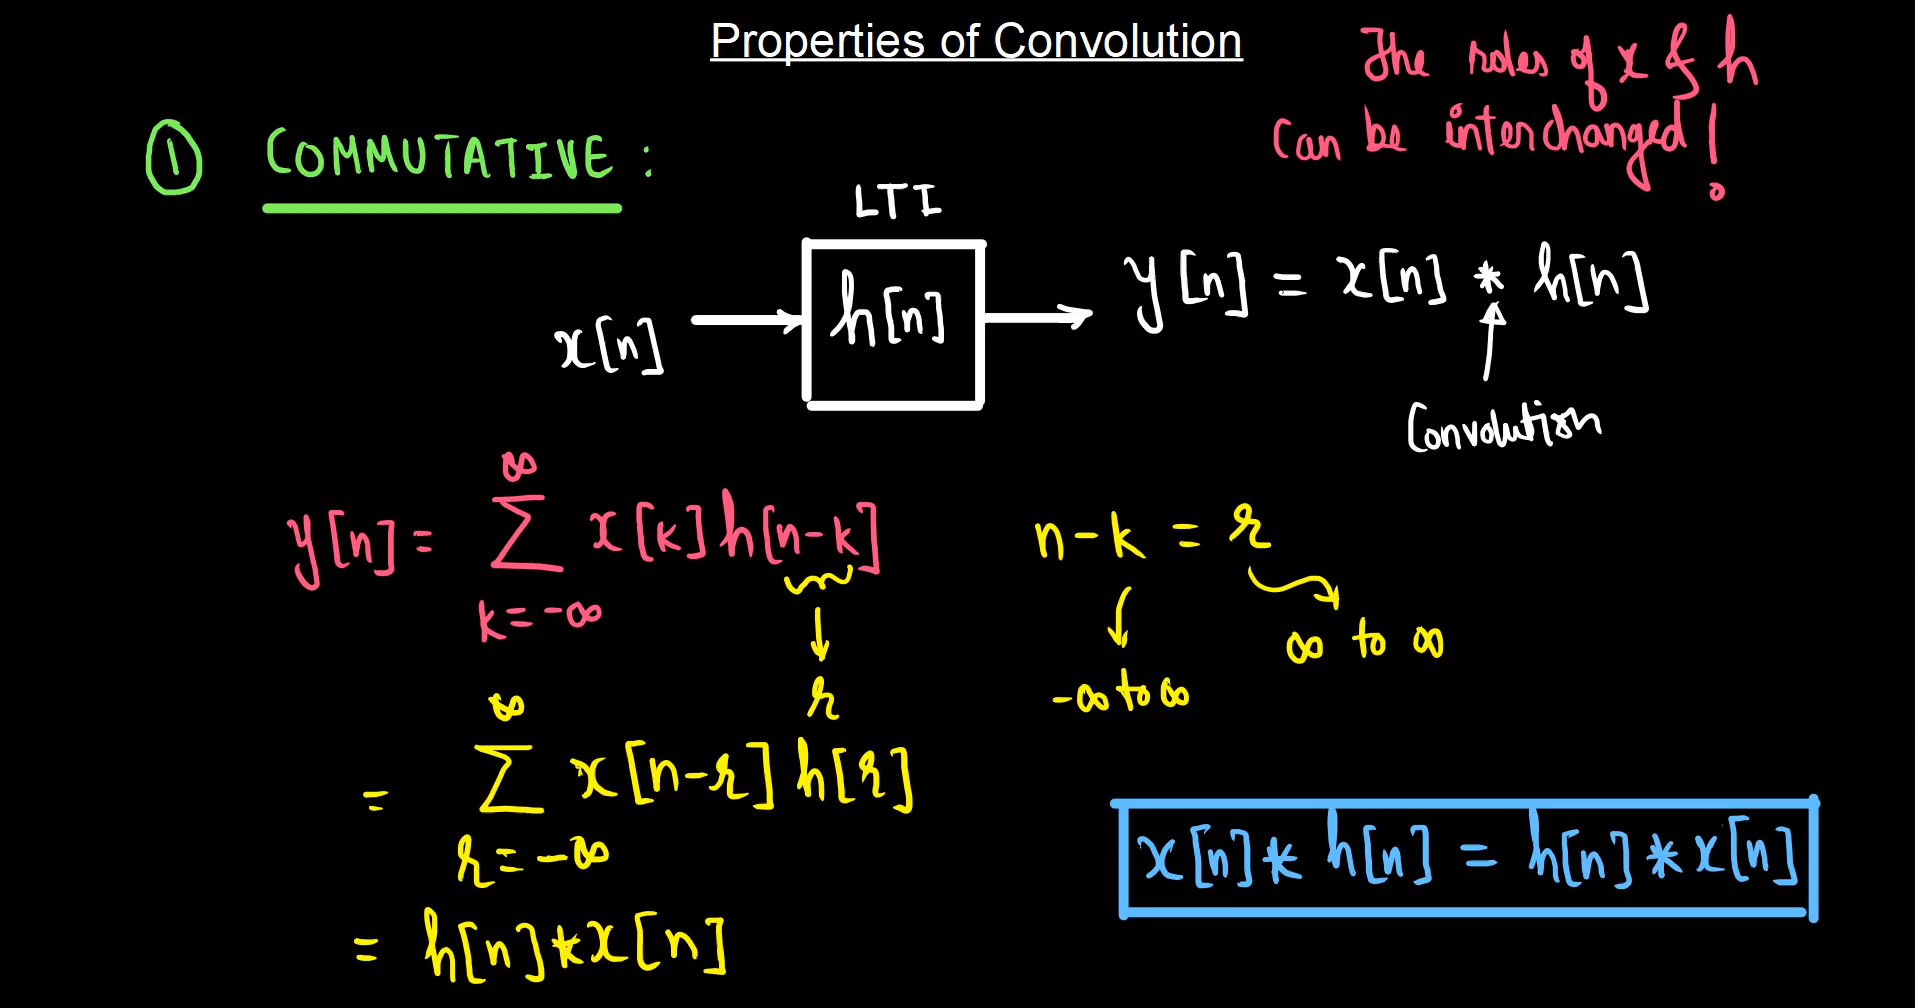 Properties of Convolution
The roles of x & h
can be interchanged!
① COMMUTATIVE :
LTI
x[n] → h[n] → y[n] = x[n] * h[n]
Convolution
∞
y[n] = ∑ x[k] h[n-k]
k = -∞
n-k = r
-∞ to ∞
∞ to ∞
r
∞
= ∑ x[n-r] h[r]
r = -∞
= h[n] * x[n]
x[n] * h[n] = h[n] * x[n]